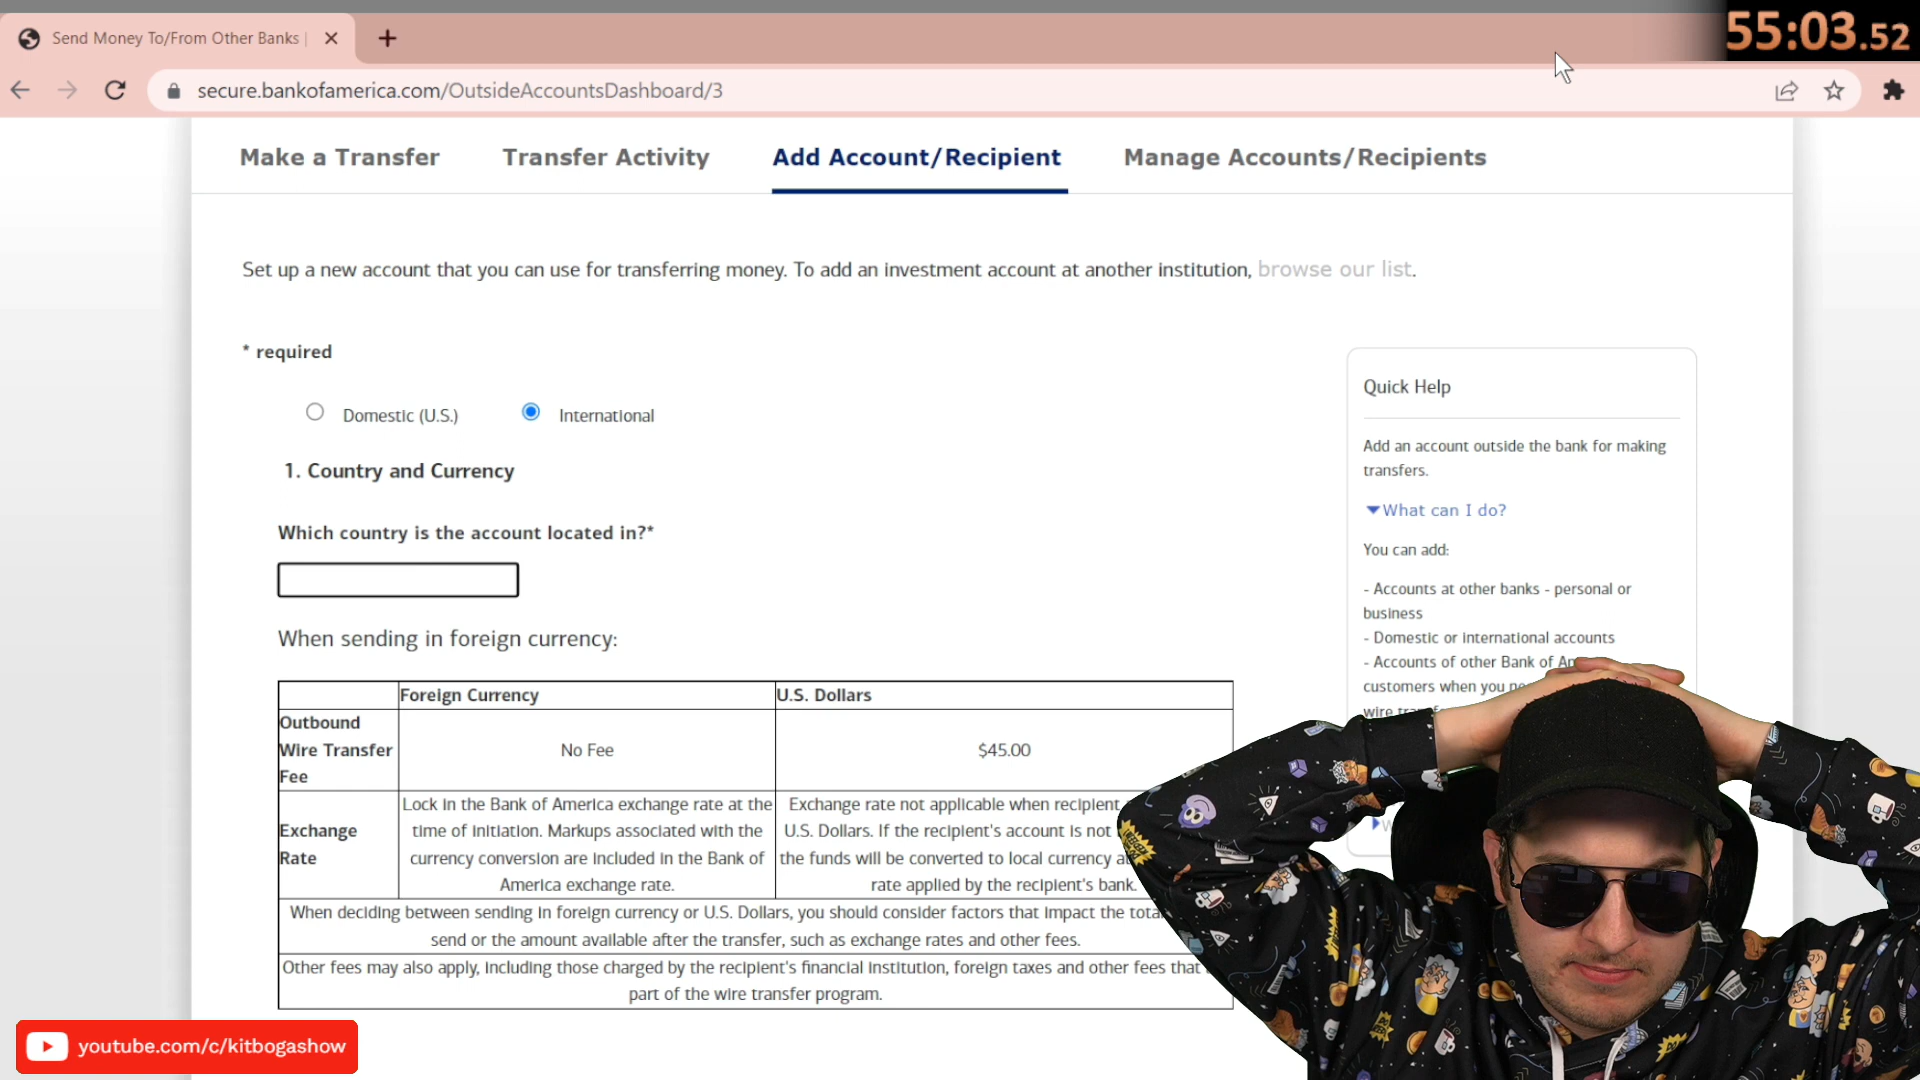 55:03.52
Send Money To/From Other Banks |
secure.bankofamerica.com/OutsideAccountsDashboard/3
Make a Transfer
Transfer Activity
Add Account/Recipient
Manage Accounts/Recipients
Set up a new account that you can use for transferring money. To add an investment account at another institution, browse our list.
* required
Domestic (U.S.)
International
1. Country and Currency
Which country is the account located in?*
When sending in foreign currency:
Foreign Currency
U.S. Dollars
Outbound
Wire Transfer
Fee
No Fee
$45.00
Exchange
Rate
Lock in the Bank of America exchange rate at the
time of initiation. Markups associated with the
currency conversion are included in the Bank of
America exchange rate.
Exchange rate not applicable when recipient
U.S. Dollars. If the recipient's account is not
the funds will be converted to local currency
rate applied by the recipient's bank.
When deciding between sending in foreign currency or U.S. Dollars, you should consider factors that impact the
send or the amount available after the transfer, such as exchange rates and other fees.
Other fees may also apply, including those charged by the recipient's financial institution, foreign taxes and other fees that
part of the wire transfer program.
Quick Help
Add an account outside the bank for making
transfers.
What can I do?
You can add:
- Accounts at other banks - personal or
business
- Domestic or international accounts
- Accounts of other Bank of
customers when you
wire
youtube.com/c/kitbogashow